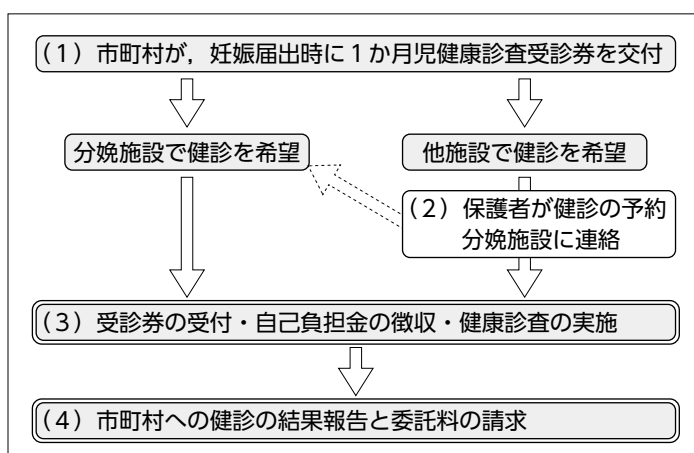 (1)市町村が，妊娠届出時に1か月児健康診査受診券を交付
分娩施設で健診を希望
他施設で健診を希望
(2)保護者が健診の予約
分娩施設に連絡
(3)受診券の受付・自己負担金の徴収・健康診査の実施
(4)市町村への健診の結果報告と委託料の請求